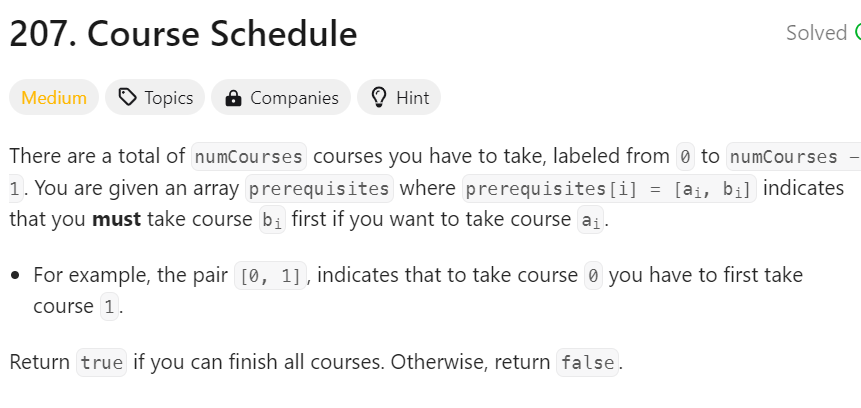 207. Course Schedule
Solved
Medium Topics Companies Hint
There are a total of numCourses courses you have to take, labeled from 0 to numCourses -
1. You are given an array prerequisites where prerequisites[i] = [aᵢ, bᵢ] indicates
that you must take course bᵢ first if you want to take course aᵢ.
• For example, the pair [0, 1], indicates that to take course 0 you have to first take
course 1.
Return true if you can finish all courses. Otherwise, return false.